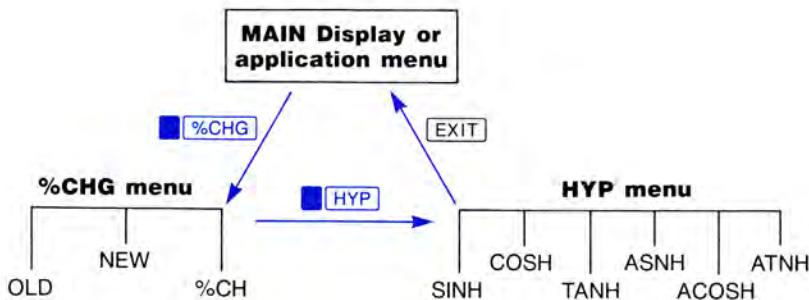 MAIN Display or
application menu
%CHG
EXIT
%CHG menu
HYP
HYP menu
OLD
NEW
%CH
SINH
COSH
TANH
ASNH
ACOSH
ATNH